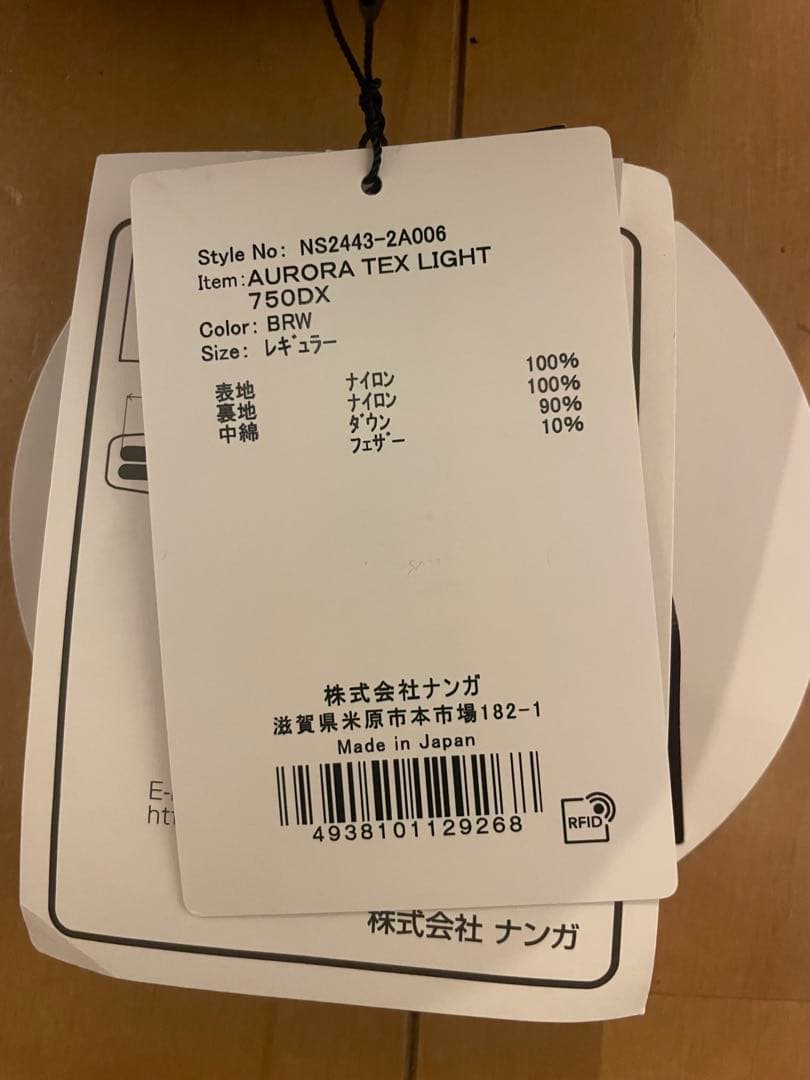 Style No: NS2443-2A006
Item:AURORA TEX LIGHT
750DX
Color: BRW
Size: レギュラー
表地 ナイロン 100%
裏地 ナイロン 100%
中綿 ダウン 90%
フェザー 10%
株式会社ナンガ
滋賀県米原市本市場182-1
Made in Japan
4938101129268
RFID
E-
htt
株式会社 ナンガ